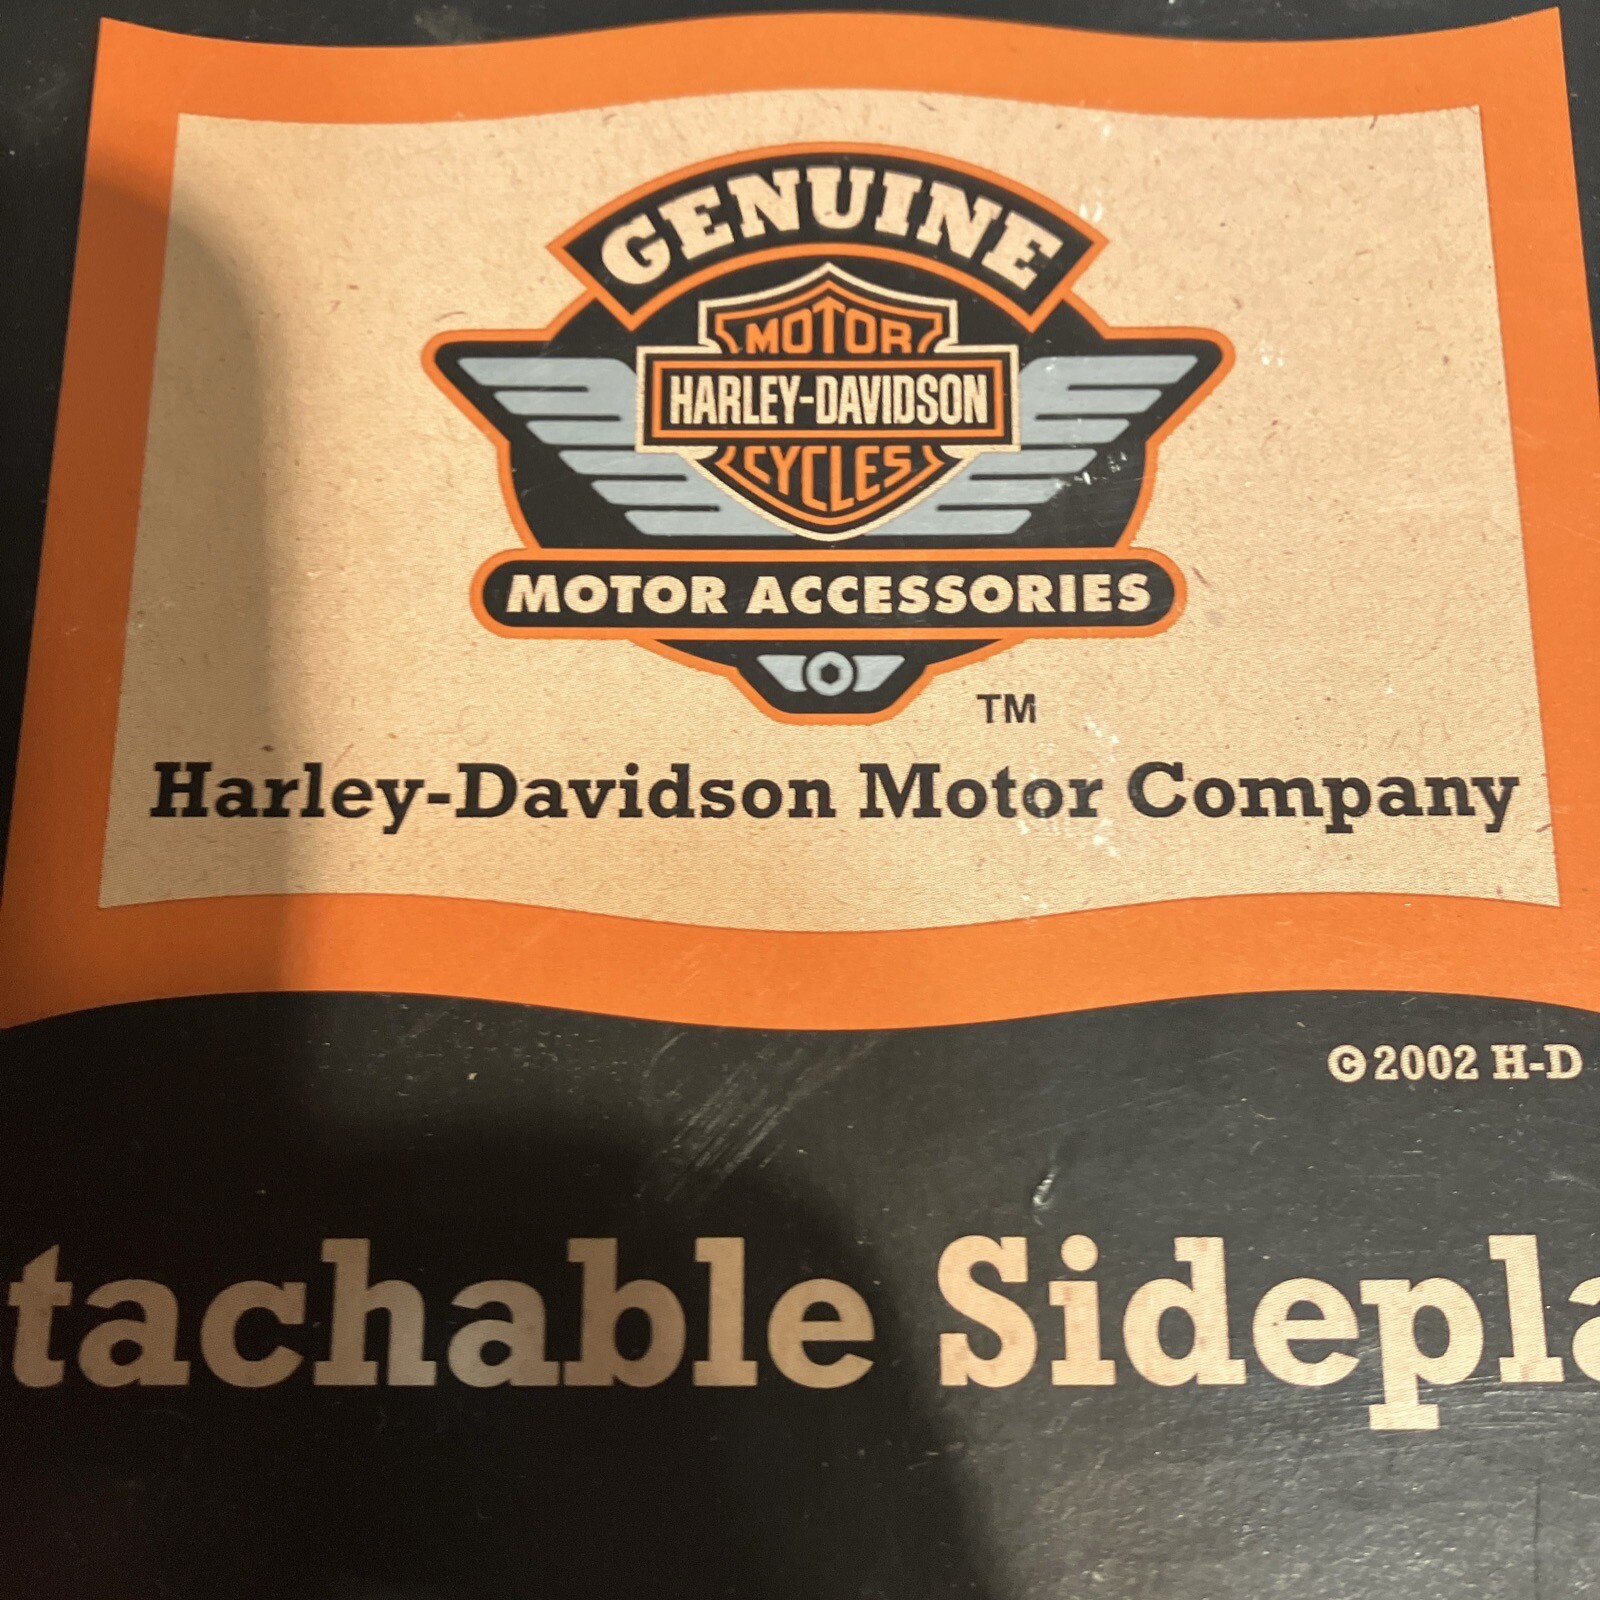 GENUINE
MOTOR
HARLEY-DAVIDSON
CYCLES
MOTOR ACCESSORIES
TM
Harley-Davidson Motor Company
©2002 H-D
tachable Sidepla